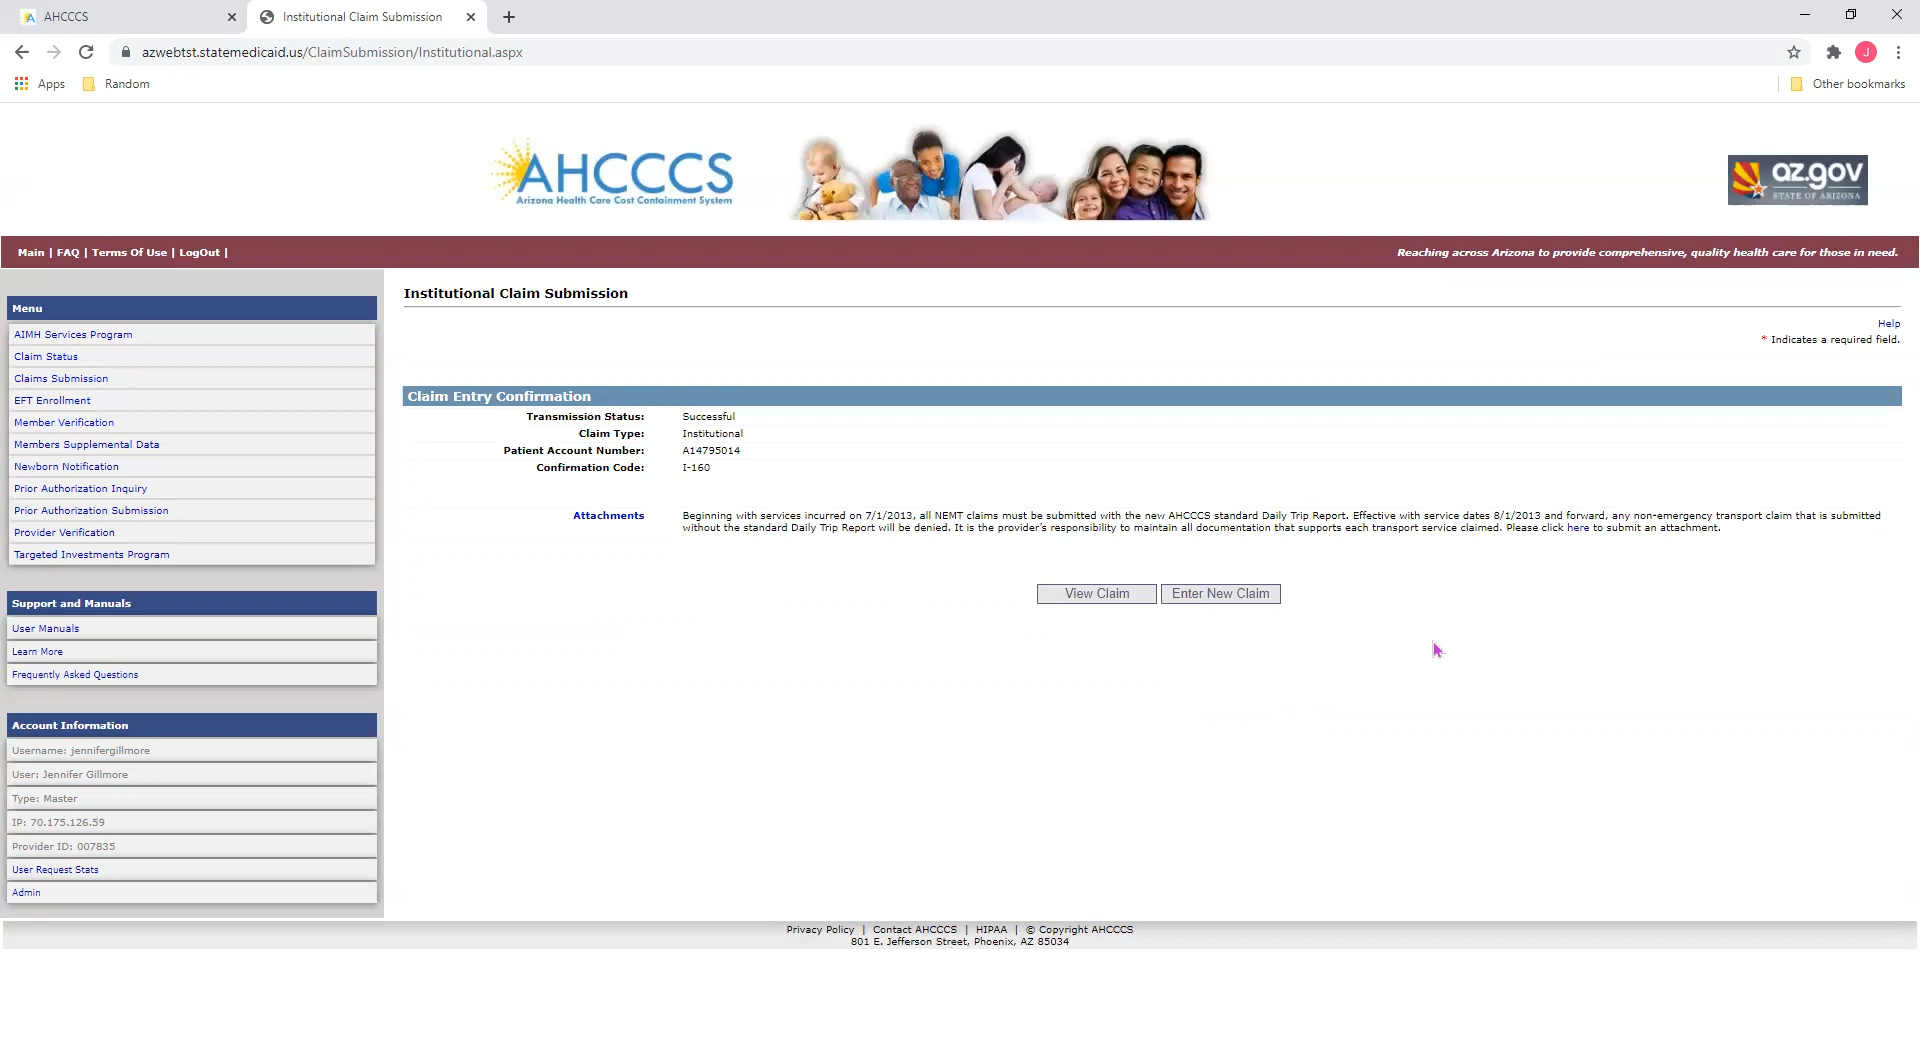 AHCCCS
Institutional Claim Submission
azwebtst.statemedicaid.us/ClaimSubmission/Institutional.aspx
J
Apps
Random
Other bookmarks
AHCCCS
Arizona Health Care Cost Containment System
az.gov
STATE OF ARIZONA
Main | FAQ | Terms Of Use | LogOut |
Reaching across Arizona to provide comprehensive, quality health care for those in need.
Menu
AIMH Services Program
Claim Status
Claims Submission
EFT Enrollment
Member Verification
Members Supplemental Data
Newborn Notification
Prior Authorization Inquiry
Prior Authorization Submission
Provider Verification
Targeted Investments Program
Support and Manuals
User Manuals
Learn More
Frequently Asked Questions
Account Information
Username: jennifergillmore
User: Jennifer Gillmore
Type: Master
IP: 70.175.126.59
Provider ID: 007835
User Request Stats
Admin
Institutional Claim Submission
Help
* Indicates a required field.
Claim Entry Confirmation
Transmission Status: Successful
Claim Type: Institutional
Patient Account Number: A14795014
Confirmation Code: I-160
Attachments
Beginning with services incurred on 7/1/2013, all NEMT claims must be submitted with the new AHCCCS standard Daily Trip Report. Effective with service dates 8/1/2013 and forward, any non-emergency transport claim that is submitted
without the standard Daily Trip Report will be denied. It is the provider's responsibility to maintain all documentation that supports each transport service claimed. Please click here to submit an attachment.
View Claim
Enter New Claim
Privacy Policy | Contact AHCCCS | HIPAA | © Copyright AHCCCS
801 E. Jefferson Street, Phoenix, AZ 85034